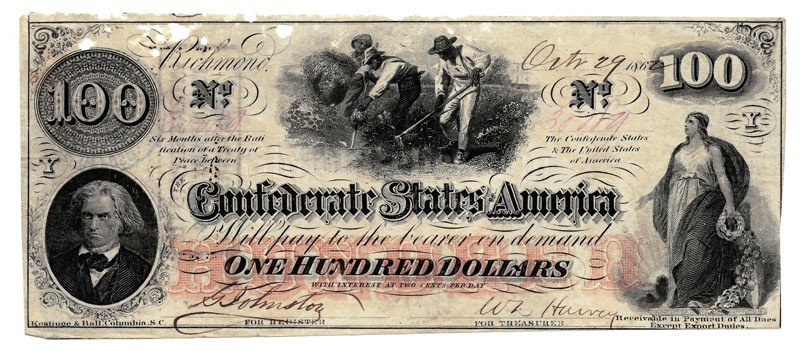 Richmond,
29 1862
100
100
No.
No.
Six Months after the Rati
fication of a Treaty of
Peace between
The Confederate States
& The United States
of America.
Y
Y
Confederate States America
Will pay to the bearer on demand
ONE HUNDRED DOLLARS
WITH INTEREST AT TWO CENTS PER DAY
FOR REGISTER
FOR TREASURER
Keatinge & Ball, Columbia, S.C.
Receivable in Payment of All Dues
Except Export Duties.